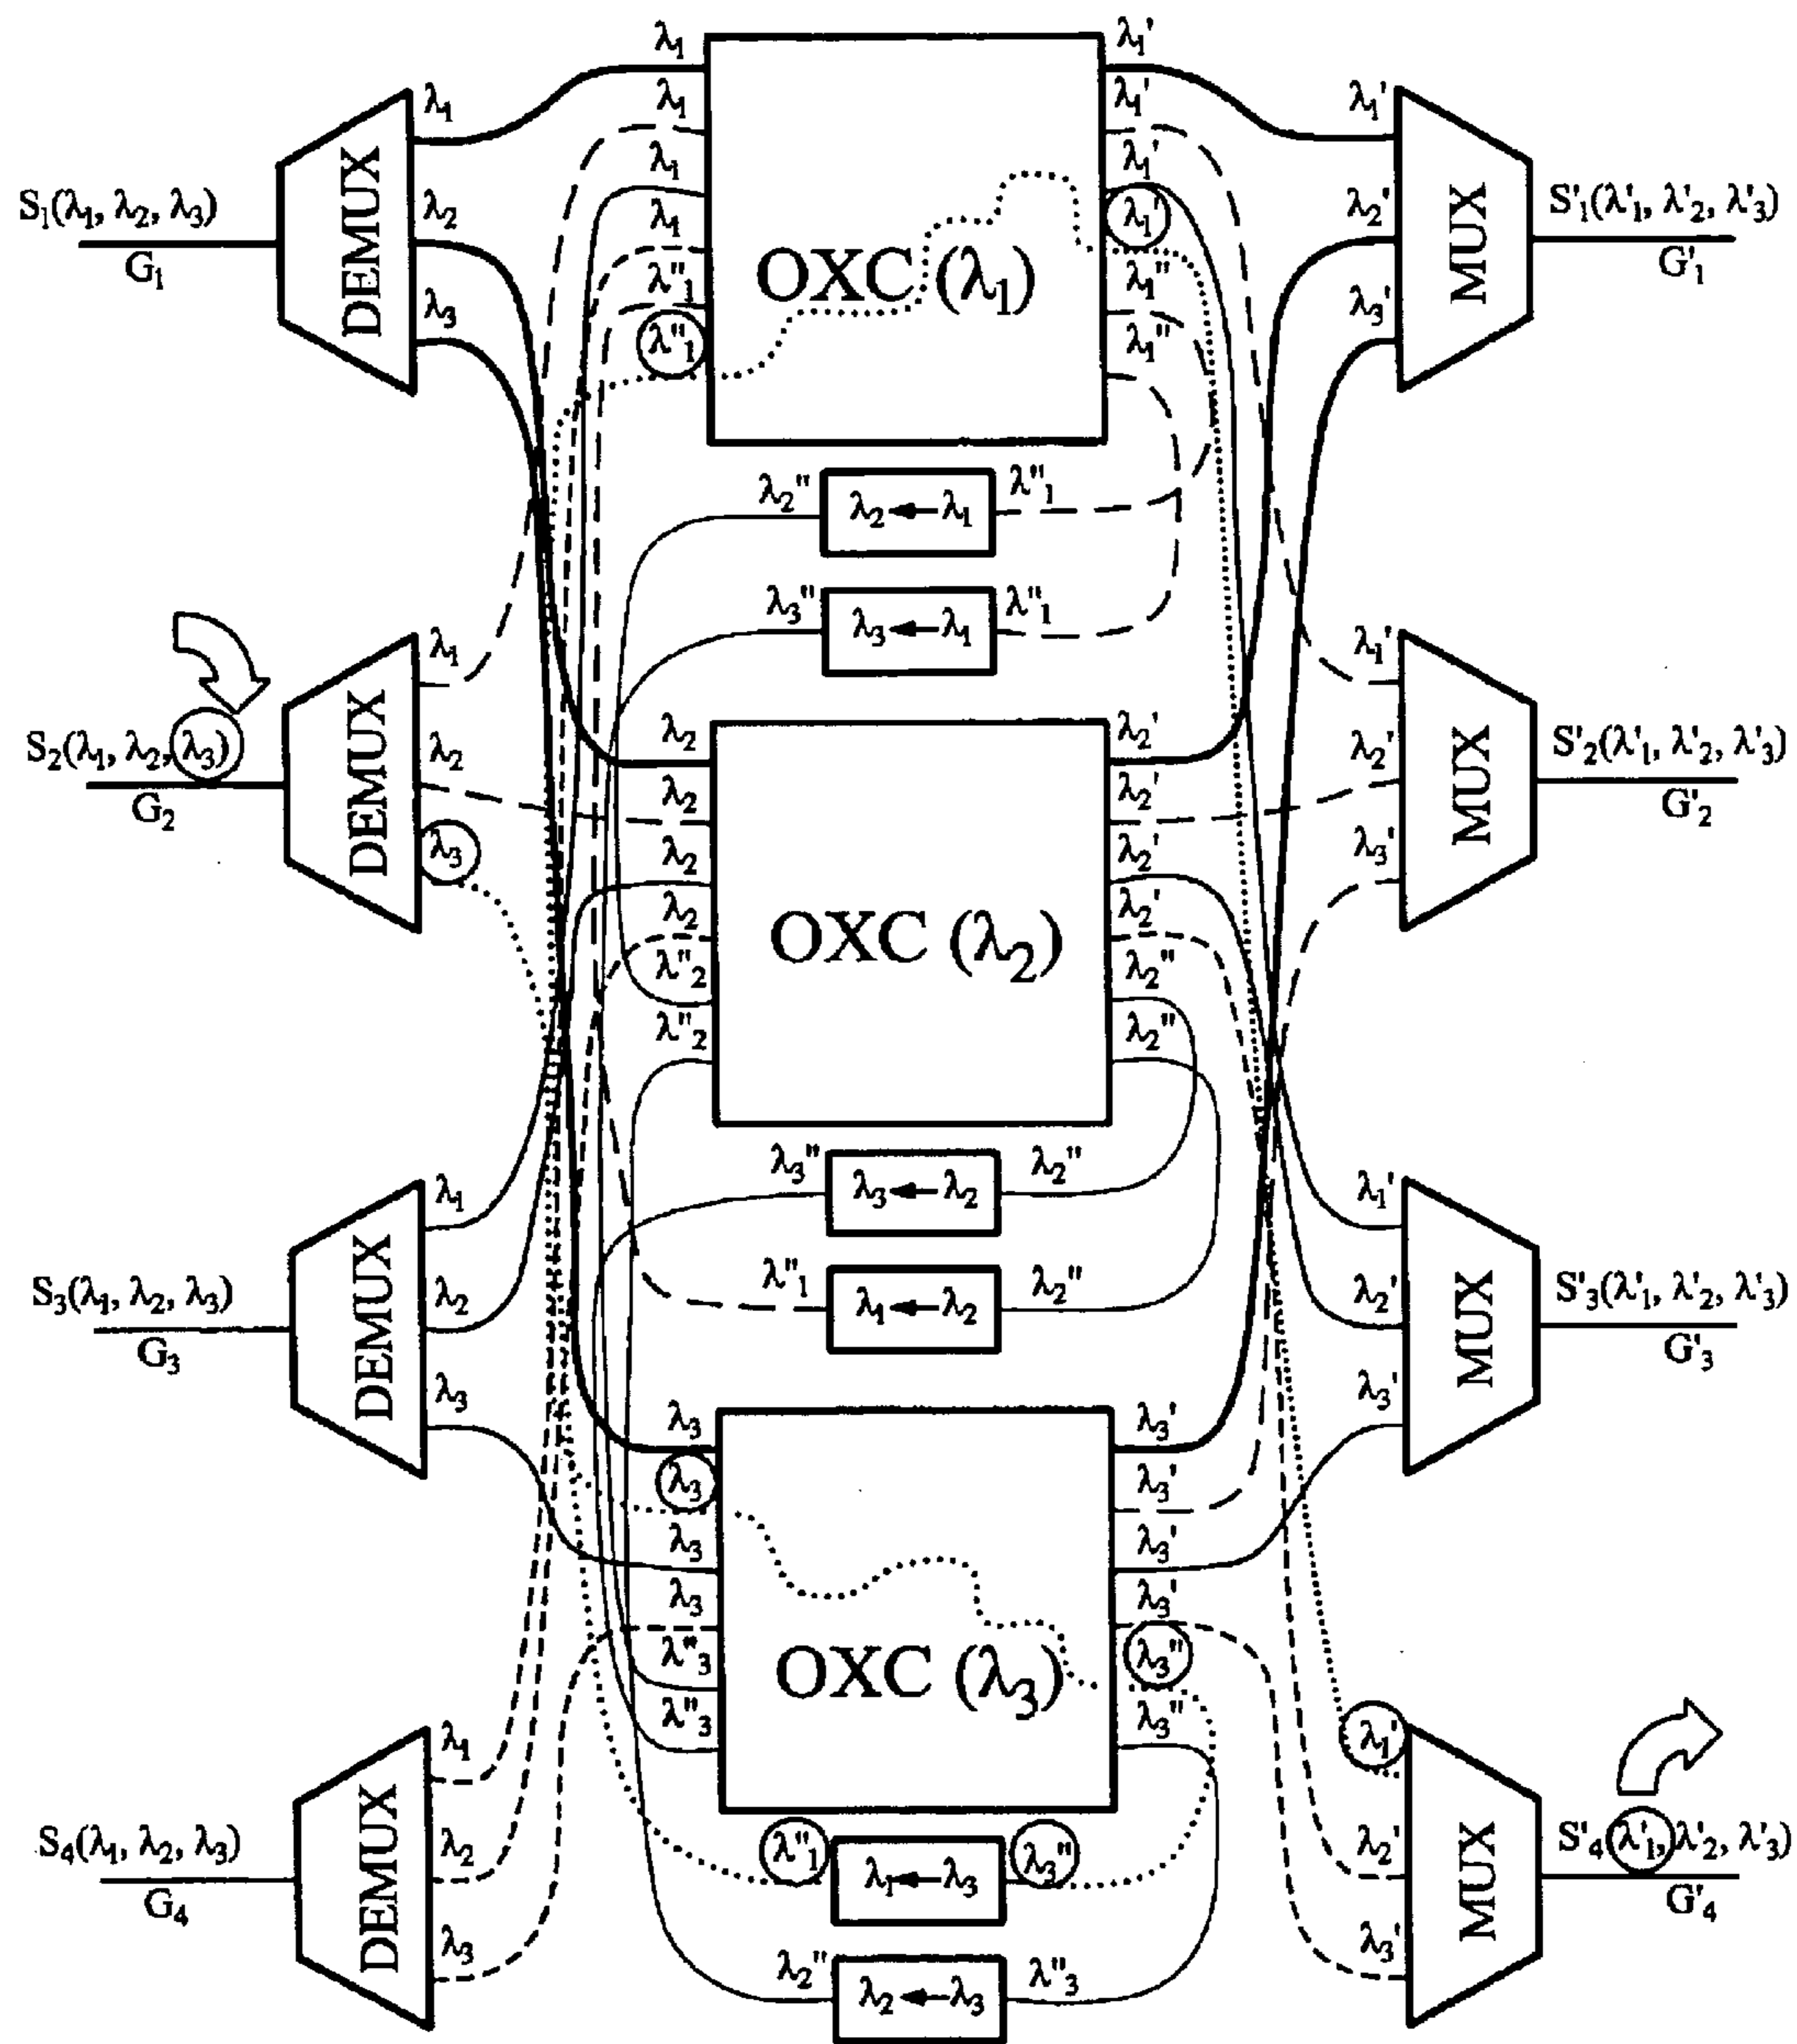 S₁(λ₁, λ₂, λ₃)
G₁
DEMUX
λ₁
λ₂
λ₃
S₂(λ₁, λ₂, λ₃)
G₂
DEMUX
λ₁
λ₂
λ₃
S₃(λ₁, λ₂, λ₃)
G₃
DEMUX
λ₁
λ₂
λ₃
S₄(λ₁, λ₂, λ₃)
G₄
DEMUX
λ₁
λ₂
λ₃
λ₁
λ₁
λ₁
λ₁
λ"₁
λ"₁
OXC (λ₁)
λ₁'
λ₁'
λ₁'
λ₁'
λ₁"
λ₁"
λ₂" λ₂←λ₁ λ"₁
λ₃" λ₃←λ₁ λ"₁
λ₂
λ₂
λ₂
λ₂
λ"₂
λ"₂
OXC (λ₂)
λ₂'
λ₂'
λ₂'
λ₂'
λ₂"
λ₂"
λ₃" λ₃←λ₂ λ₂"
λ"₁ λ₁←λ₂ λ₂"
λ₃
λ₃
λ₃
λ₃
λ"₃
λ"₃
OXC (λ₃)
λ₃'
λ₃'
λ₃'
λ₃'
λ₃"
λ₃"
λ"₁ λ₁←λ₃ λ₃"
λ₂" λ₂←λ₃ λ"₃
λ₁'
λ₂'
λ₃'
MUX
S'₁(λ'₁, λ'₂, λ'₃)
G'₁
λ₁'
λ₂'
λ₃'
MUX
S'₂(λ'₁, λ'₂, λ'₃)
G'₂
λ₁'
λ₂'
λ₃'
MUX
S'₃(λ'₁, λ'₂, λ'₃)
G'₃
λ₁'
λ₂'
λ₃'
MUX
S'₄(λ'₁, λ'₂, λ'₃)
G'₄